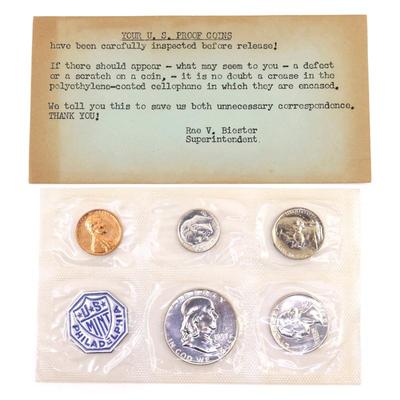 YOUR U. S. PROOF COINS
have been carefully inspected before release!
If there should appear - what may seem to you - a defect
or a scratch on a coin, - it is no doubt a crease in the
polyethylene-coated cellophane in which they are encased.
We tell you this to save us both unnecessary correspondence.
THANK YOU!
Rae V. Biester
Superintendent.
U·S
MINT
PHILADELPHIA
LIBERTY
1957
IN GOD WE TRUST